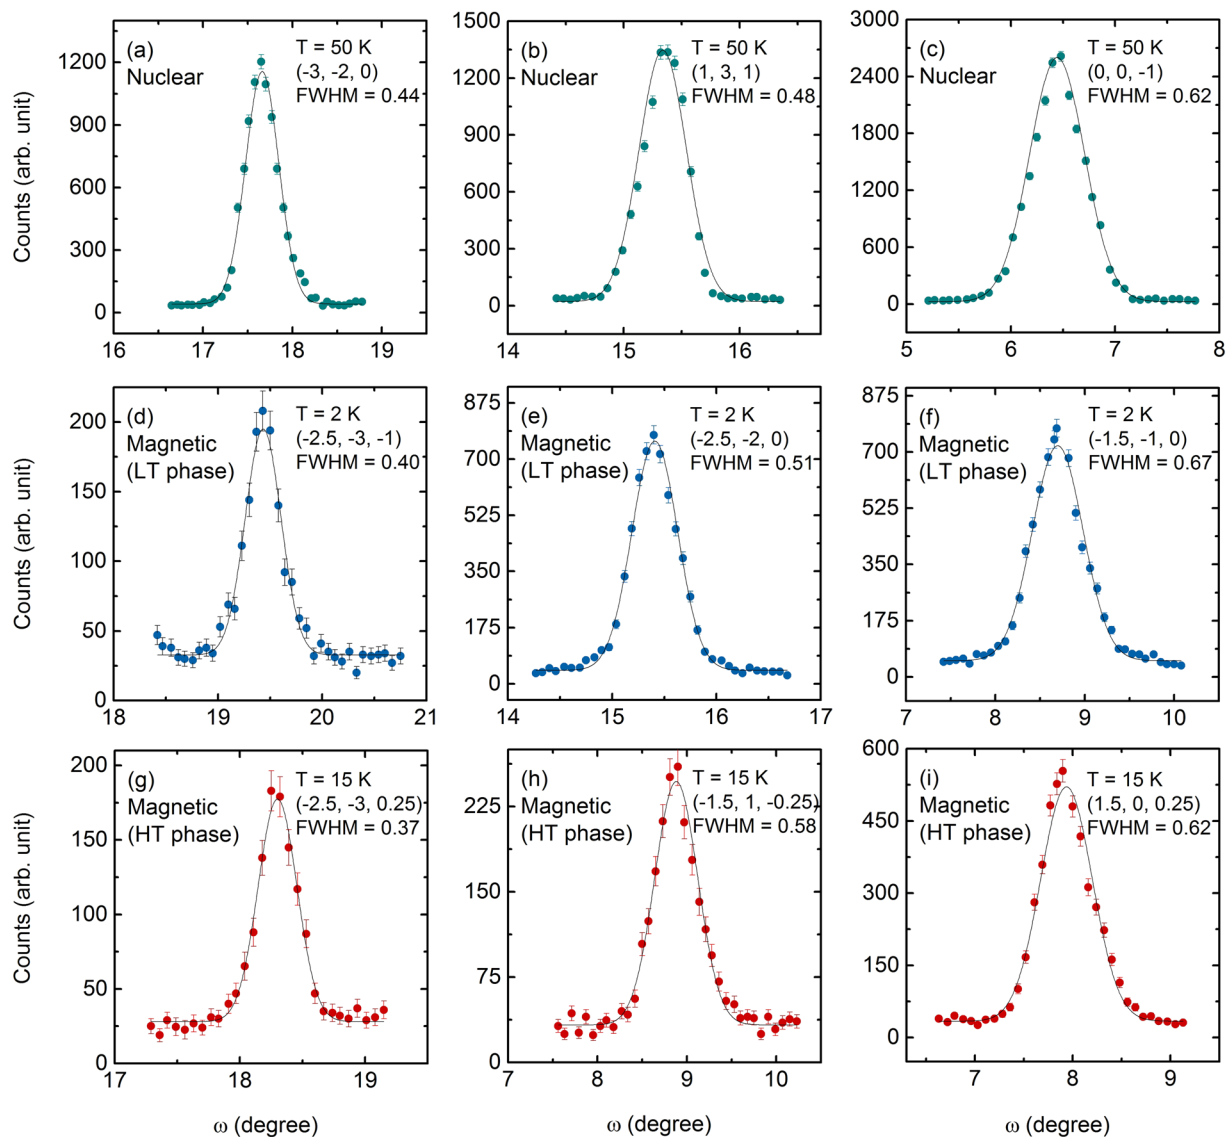 (a)
Nuclear
T = 50 K
(-3, -2, 0)
FWHM = 0.44
Counts (arb. unit)
1200
900
600
300
0
16
17
18
19
(b)
Nuclear
T = 50 K
(1, 3, 1)
FWHM = 0.48
1500
1200
900
600
300
0
14
15
16
(c)
Nuclear
T = 50 K
(0, 0, -1)
FWHM = 0.62
3000
2400
1800
1200
600
0
5
6
7
8
(d)
Magnetic
(LT phase)
T = 2 K
(-2.5, -3, -1)
FWHM = 0.40
Counts (arb. unit)
200
150
100
50
0
18
19
20
21
(e)
Magnetic
(LT phase)
T = 2 K
(-2.5, -2, 0)
FWHM = 0.51
875
700
525
350
175
0
14
15
16
17
(f)
Magnetic
(LT phase)
T = 2 K
(-1.5, -1, 0)
FWHM = 0.67
875
700
525
350
175
0
7
8
9
10
(g)
Magnetic
(HT phase)
T = 15 K
(-2.5, -3, 0.25)
FWHM = 0.37
Counts (arb. unit)
200
150
100
50
0
17
18
19
ω (degree)
(h)
Magnetic
(HT phase)
T = 15 K
(-1.5, 1, -0.25)
FWHM = 0.58
225
150
75
0
7
8
9
10
ω (degree)
(i)
Magnetic
(HT phase)
T = 15 K
(1.5, 0, 0.25)
FWHM = 0.62
600
450
300
150
0
7
8
9
ω (degree)